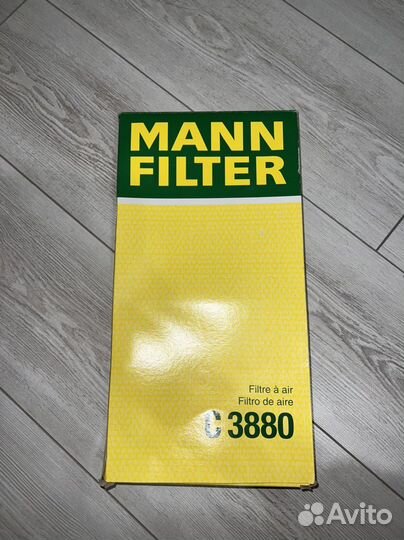 MANN
FILTER
Filtre à air
Filtro de aire
C 3880
Avito